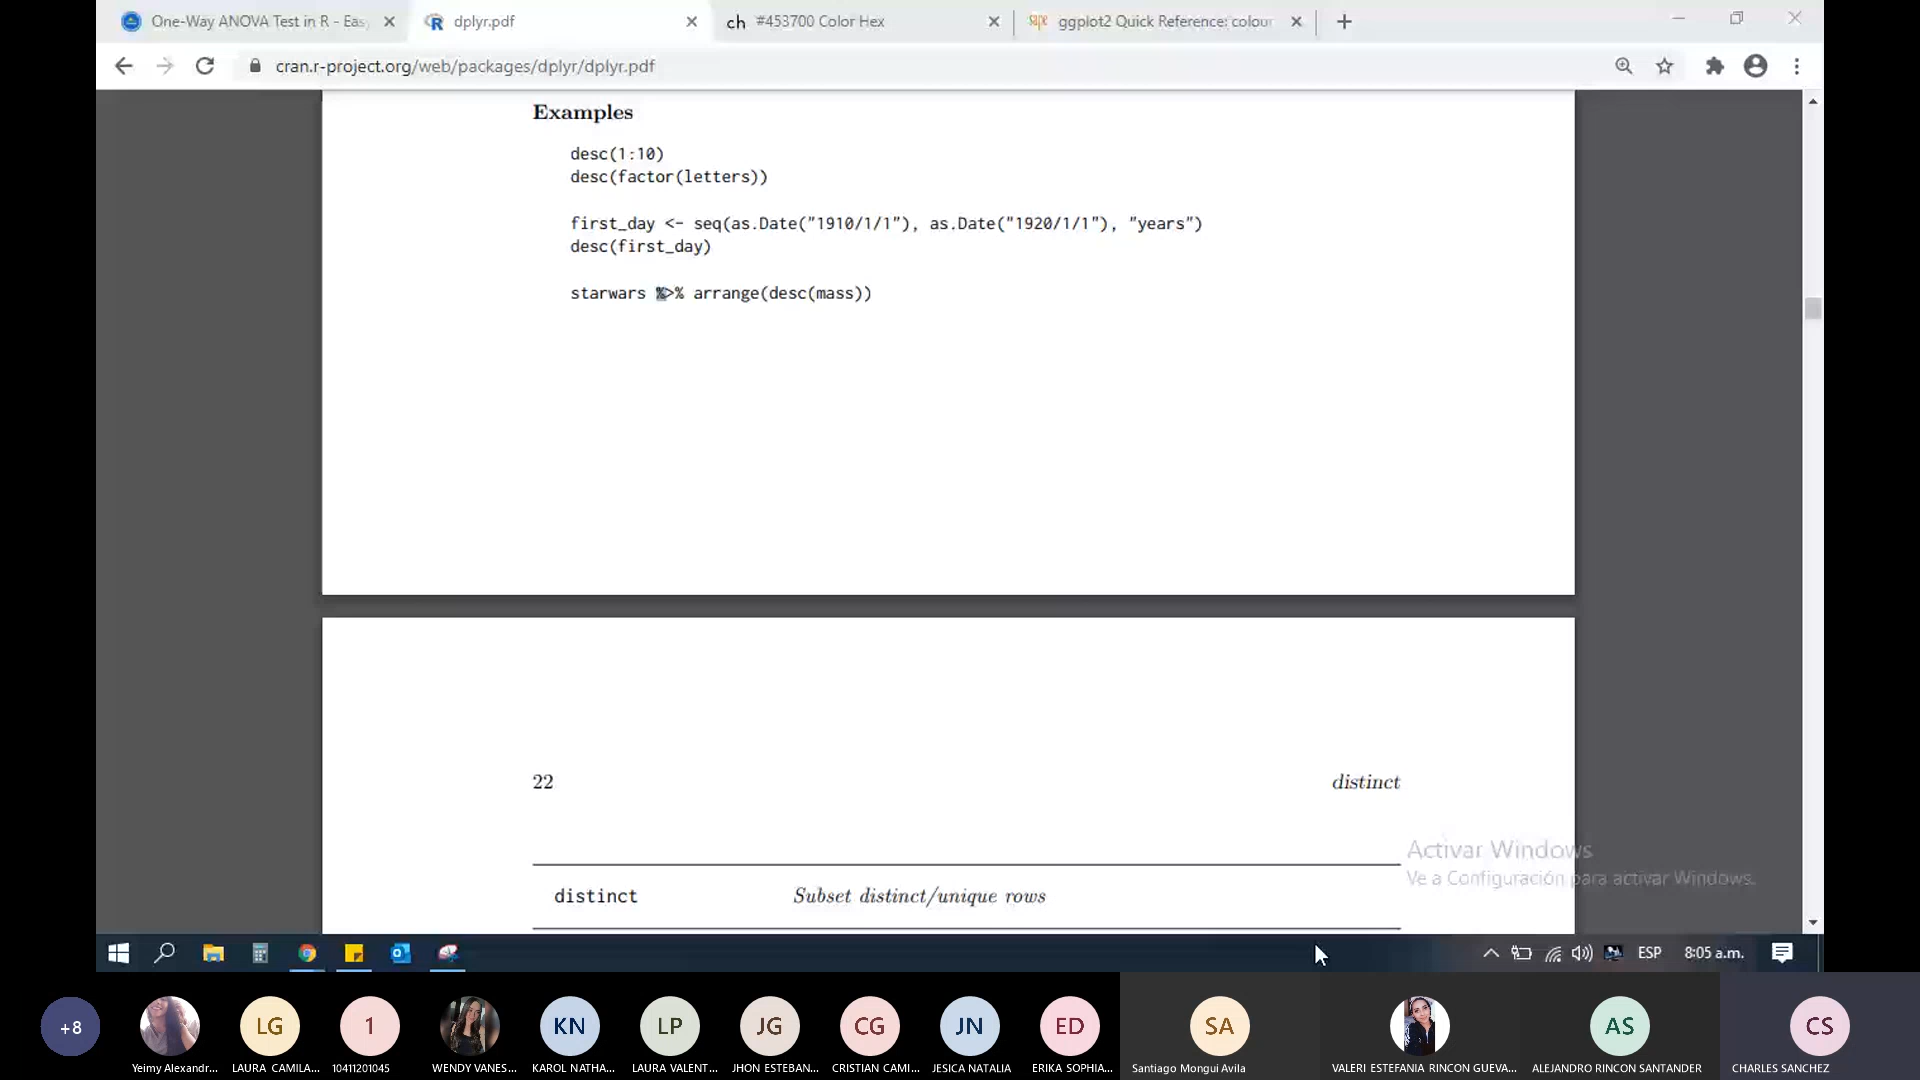 One-Way ANOVA Test in R - Eas
dplyr.pdf
ch #453700 Color Hex
sape ggplot2 Quick Reference: colour
cran.r-project.org/web/packages/dplyr/dplyr.pdf
Examples
desc(1:10)
desc(factor(letters))
first_day <- seq(as.Date("1910/1/1"), as.Date("1920/1/1"), "years")
desc(first_day)
starwars %>% arrange(desc(mass))
22 distinct
distinct Subset distinct/unique rows
Activar Windows
Ve a Configuración para activar Windows.
ESP 8:05 a.m.
+8 LG 1 KN LP JG CG JN ED SA AS CS
Yeimy Alexandr... LAURA CAMILA... 10411201045 WENDY VANES... KAROL NATHA... LAURA VALENT... JHON ESTEBAN... CRISTIAN CAMI... JESICA NATALIA ERIKA SOPHIA... Santiago Mongui Avila VALERI ESTEFANIA RINCON GUEVA... ALEJANDRO RINCON SANTANDER CHARLES SANCHEZ